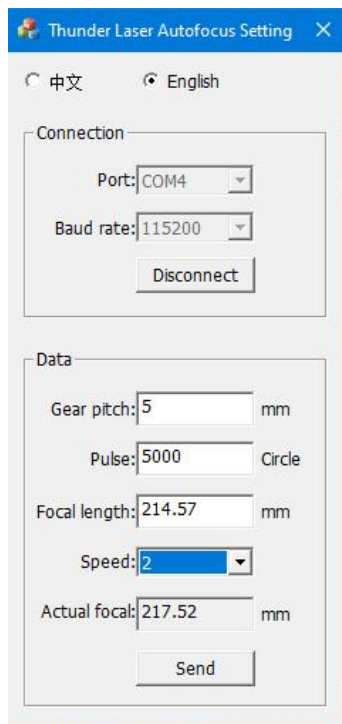 Thunder Laser Autofocus Setting
中文 English
Connection
Port: COM4
Baud rate: 115200
Disconnect
Data
Gear pitch: 5 mm
Pulse: 5000 Circle
Focal length: 214.57 mm
Speed: 2
Actual focal: 217.52 mm
Send